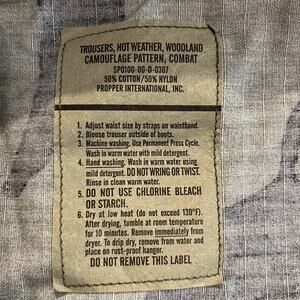 TROUSERS, HOT WEATHER, WOODLAND
CAMOUFLAGE PATTERN, COMBAT
SPO100-00-D-0307
50% COTTON/50% NYLON
PROPPER INTERNATIONAL, INC.
1. Adjust waist size by straps on waistband.
2. Blouse trouser outside of boots.
3. Machine washing. Use Permanent Press Cycle.
Wash in warm water with mild detergent.
4. Hand washing. Wash in warm water using
mild detergent. DO NOT WRING OR TWIST.
Rinse in clean warm water.
5. DO NOT USE CHLORINE BLEACH
OR STARCH.
6. Dry at low heat (do not exceed 130°F).
After drying, tumble at room temperature
for 10 minutes. Remove immediately from
dryer. To drip dry, remove from water and
place on rust-proof hanger.
DO NOT REMOVE THIS LABEL